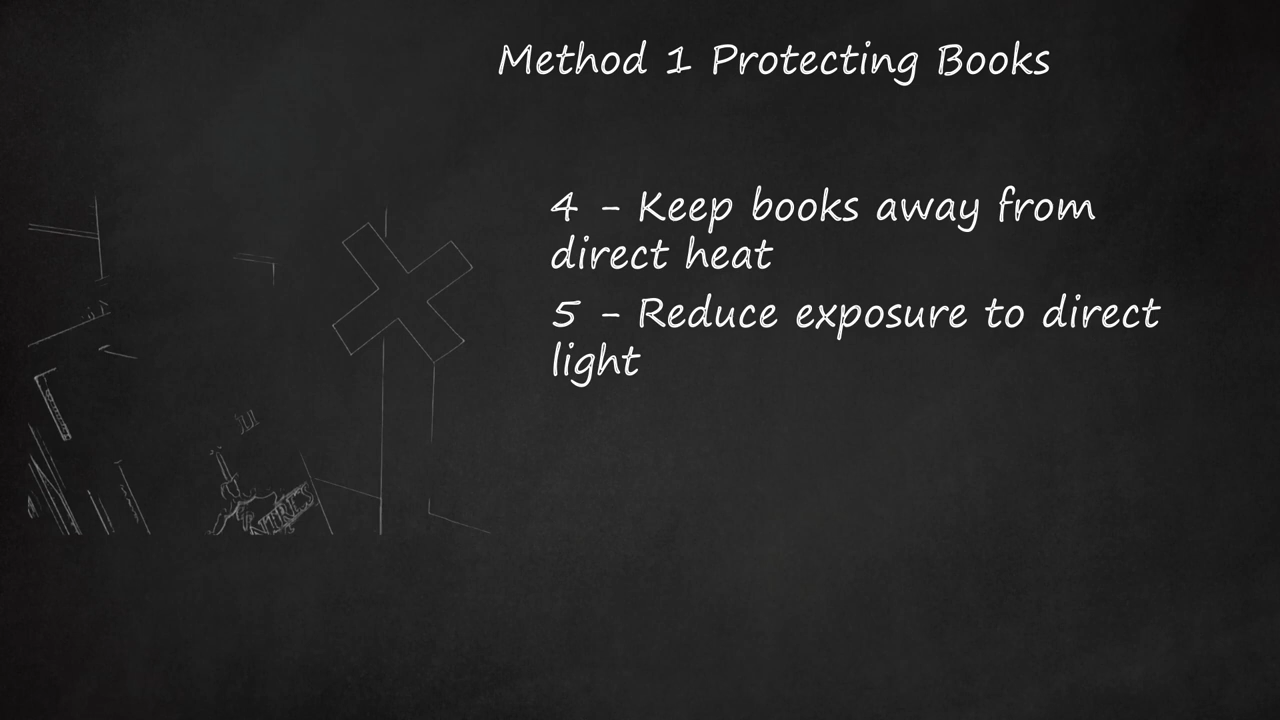 Method 1 Protecting Books
4 - Keep books away from
direct heat
5 - Reduce exposure to direct
light